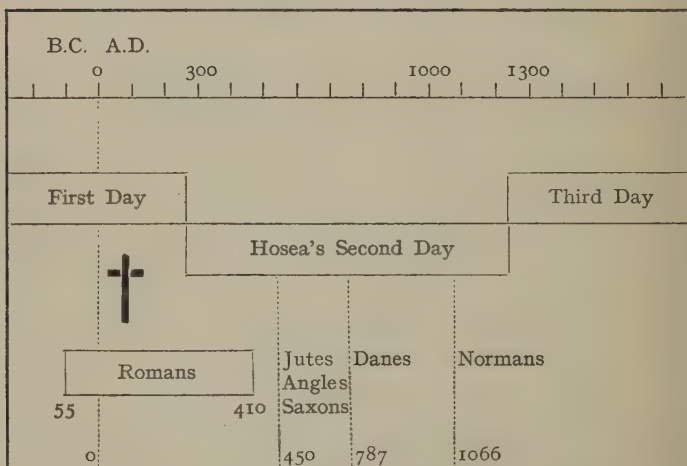 B.C. A.D.
0 300 1000 1300
First Day Third Day
Hosea's Second Day
Romans
Jutes Danes Normans
Angles
Saxons
55 410
0 450 787 1066